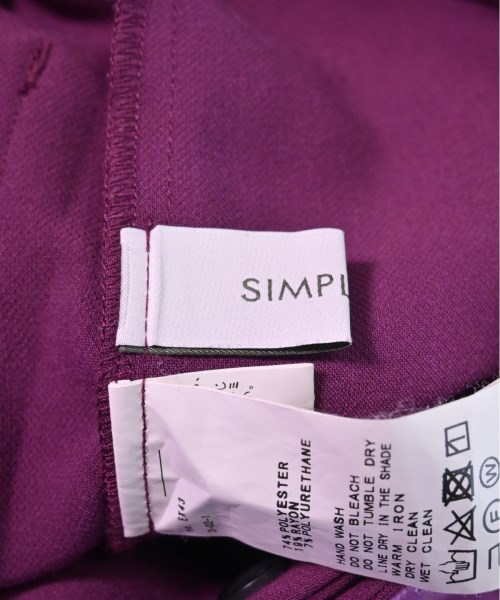 SIMPL
74% POLYESTER
19% RAYON
7% POLYURETHANE
HAND WASH
DO NOT BLEACH
DO NOT TUMBLE DRY
LINE DRY IN THE SHADE
WARM IRON
DRY CLEAN
WET CLEAN
F W